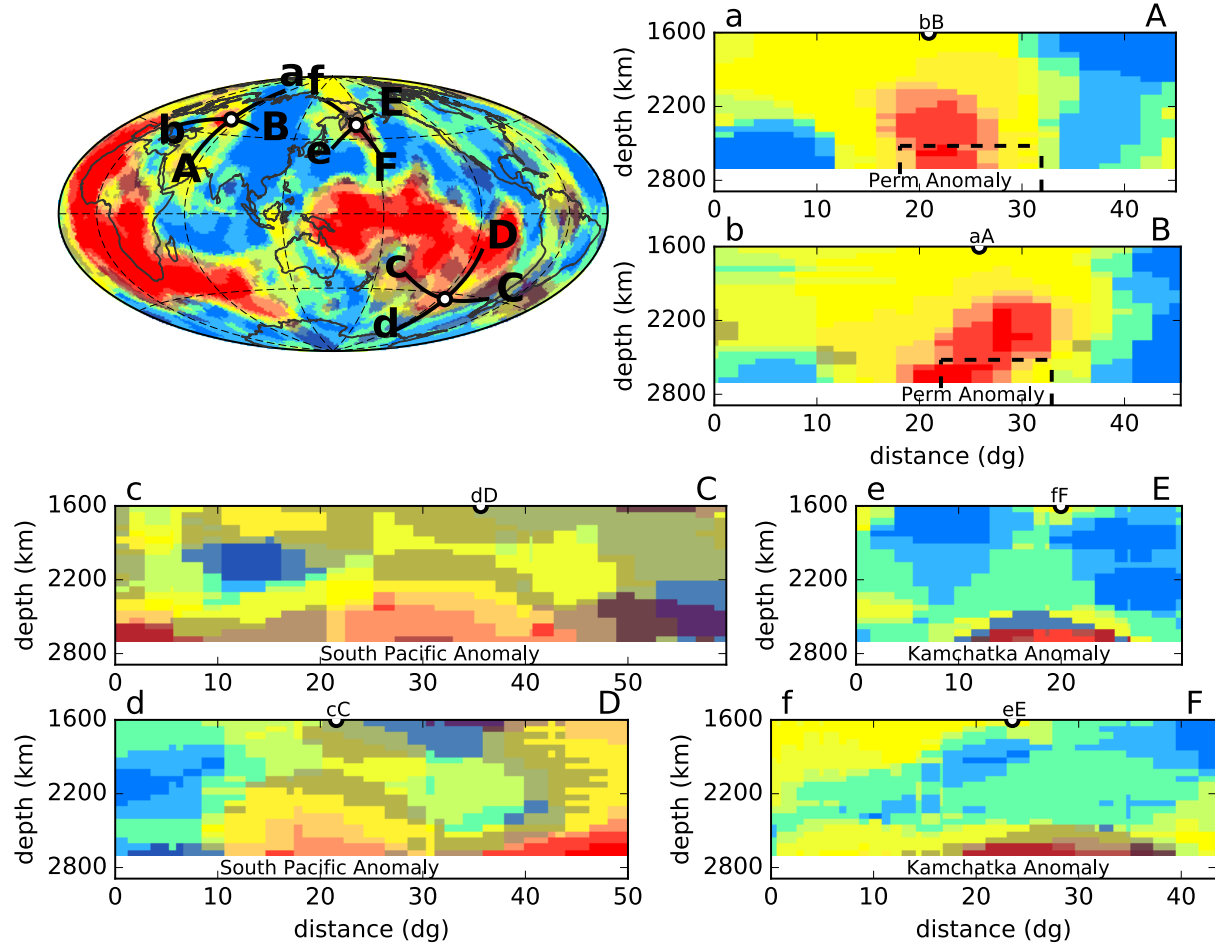 a f
E
b B
e
A F
D
c
C
d
a bB A
depth (km)
1600
2200
2800
Perm Anomaly
0 10 20 30 40
b aA B
depth (km)
1600
2200
2800
Perm Anomaly
0 10 20 30 40
distance (dg)
c dD C
depth (km)
1600
2200
2800
South Pacific Anomaly
0 10 20 30 40 50
e fF E
depth (km)
1600
2200
2800
Kamchatka Anomaly
0 10 20
d cC D
depth (km)
1600
2200
2800
South Pacific Anomaly
0 10 20 30 40 50
distance (dg)
f eE F
depth (km)
1600
2200
2800
Kamchatka Anomaly
0 10 20 30 40
distance (dg)